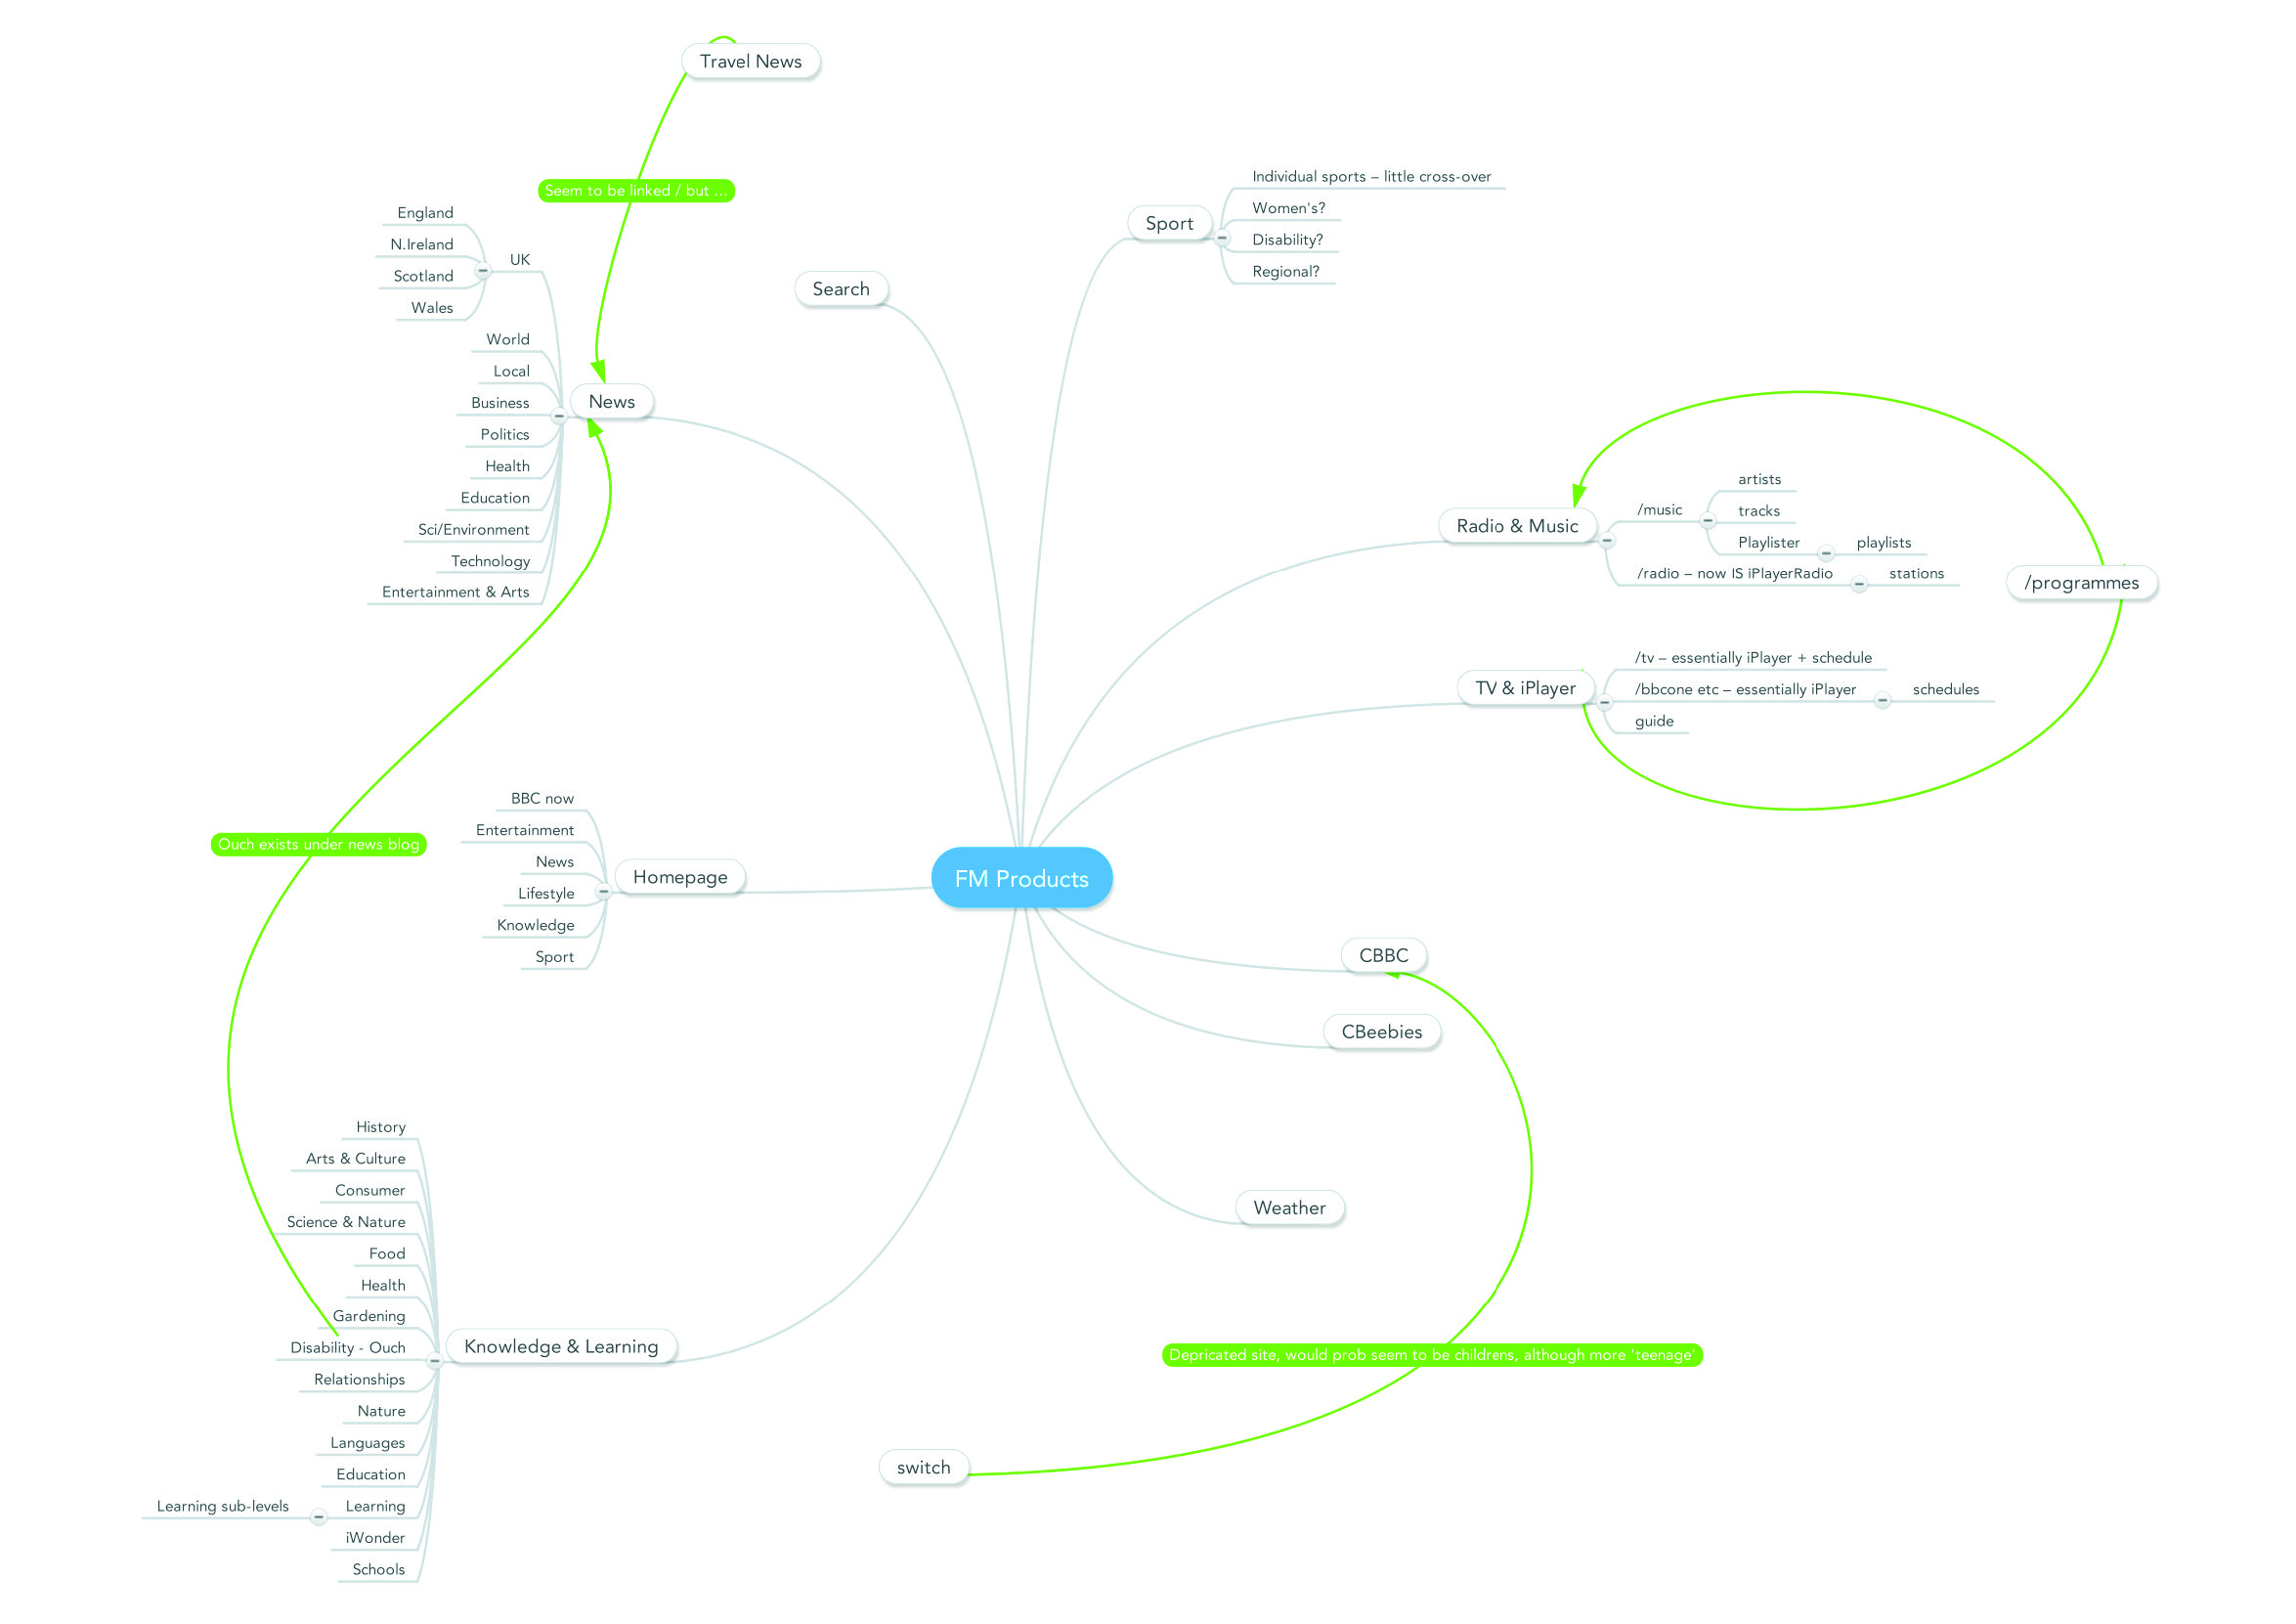 Travel News
Seem to be linked / but ...
Search
News
UK
England
N.Ireland
Scotland
Wales
World
Local
Business
Politics
Health
Education
Sci/Environment
Technology
Entertainment & Arts
Sport
Individual sports – little cross-over
Women's?
Disability?
Regional?
Radio & Music
/music
artists
tracks
Playlister
playlists
/radio – now IS iPlayerRadio
stations
/programmes
TV & iPlayer
/tv – essentially iPlayer + schedule
/bbcone etc – essentially iPlayer
schedules
guide
Ouch exists under news blog
Homepage
BBC now
Entertainment
News
Lifestyle
Knowledge
Sport
FM Products
CBBC
CBeebies
Weather
Knowledge & Learning
History
Arts & Culture
Consumer
Science & Nature
Food
Health
Gardening
Disability - Ouch
Relationships
Nature
Languages
Education
Learning
Learning sub-levels
iWonder
Schools
Depricated site, would prob seem to be childrens, although more 'teenage'
switch